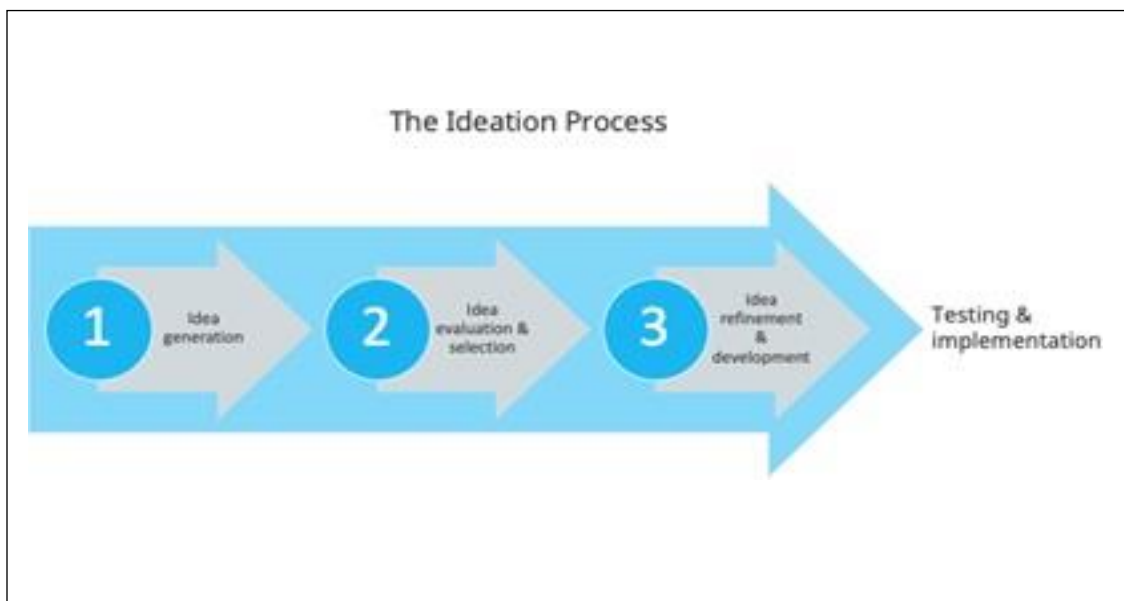 The Ideation Process
1
Idea
generation
2
Idea
evaluation &
selection
3
Idea
refinement
&
development
Testing &
implementation